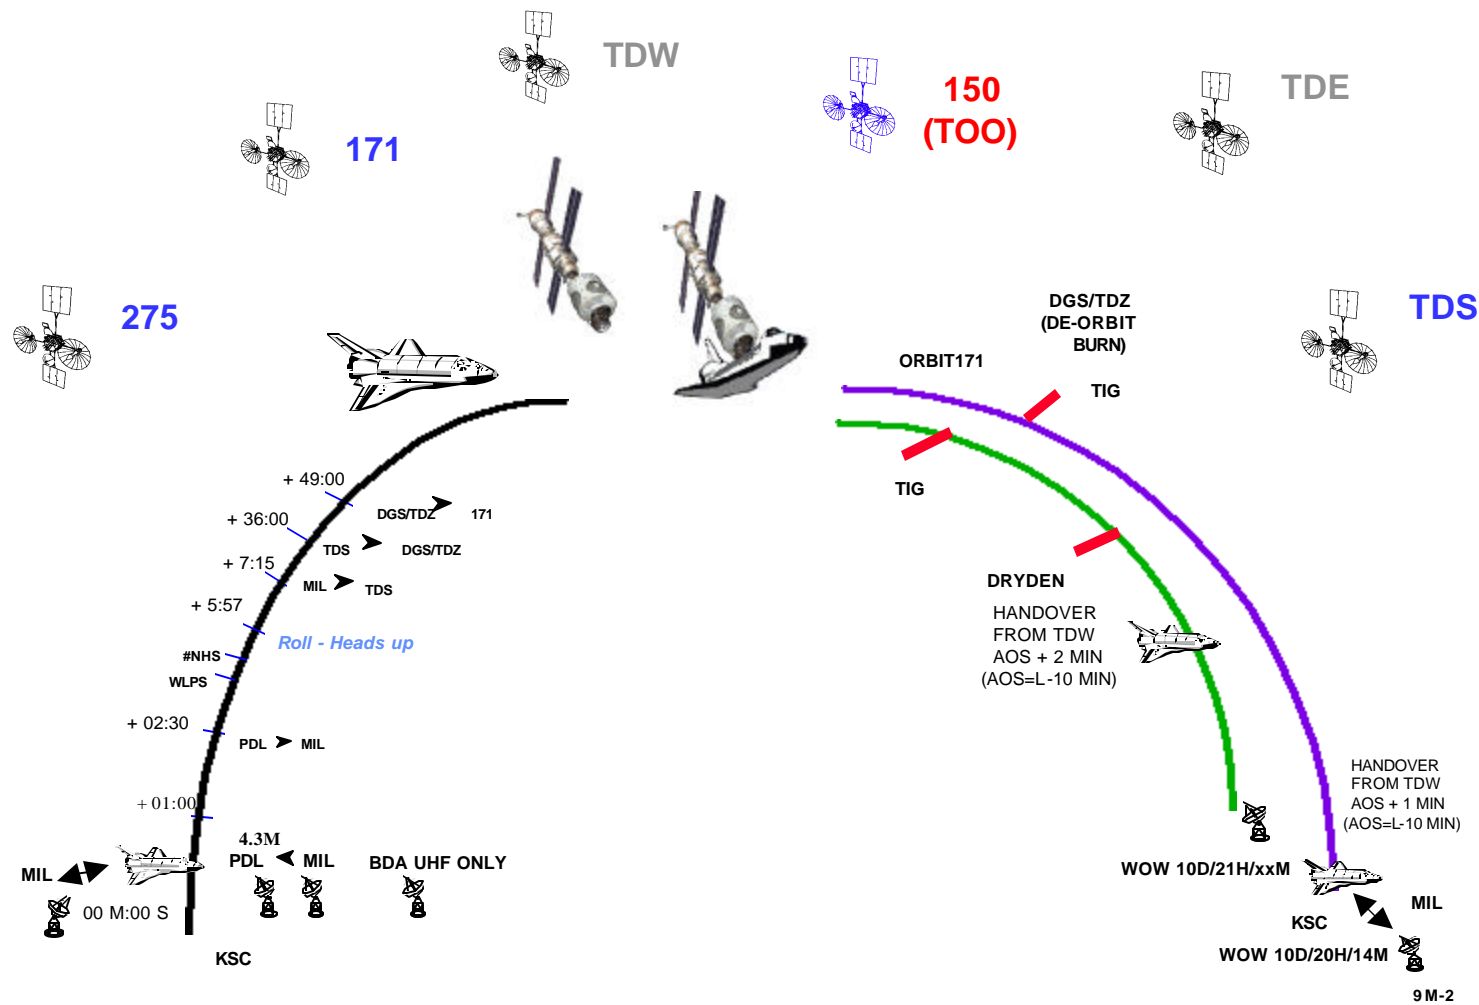 TDW
150
(TOO)
TDE
171
275
TDS
DGS/TDZ
(DE-ORBIT
BURN)
ORBIT171
TIG
TIG
+ 49:00
DGS/TDZ 171
+ 36:00
TDS DGS/TDZ
+ 7:15
MIL TDS
+ 5:57
Roll - Heads up
#NHS
WLPS
+ 02:30
PDL MIL
+ 01:00
4.3M
PDL MIL
BDA UHF ONLY
MIL
00 M:00 S
KSC
DRYDEN
HANDOVER
FROM TDW
AOS + 2 MIN
(AOS=L-10 MIN)
HANDOVER
FROM TDW
AOS + 1 MIN
(AOS=L-10 MIN)
WOW 10D/21H/xxM
MIL
KSC
WOW 10D/20H/14M
9M-2